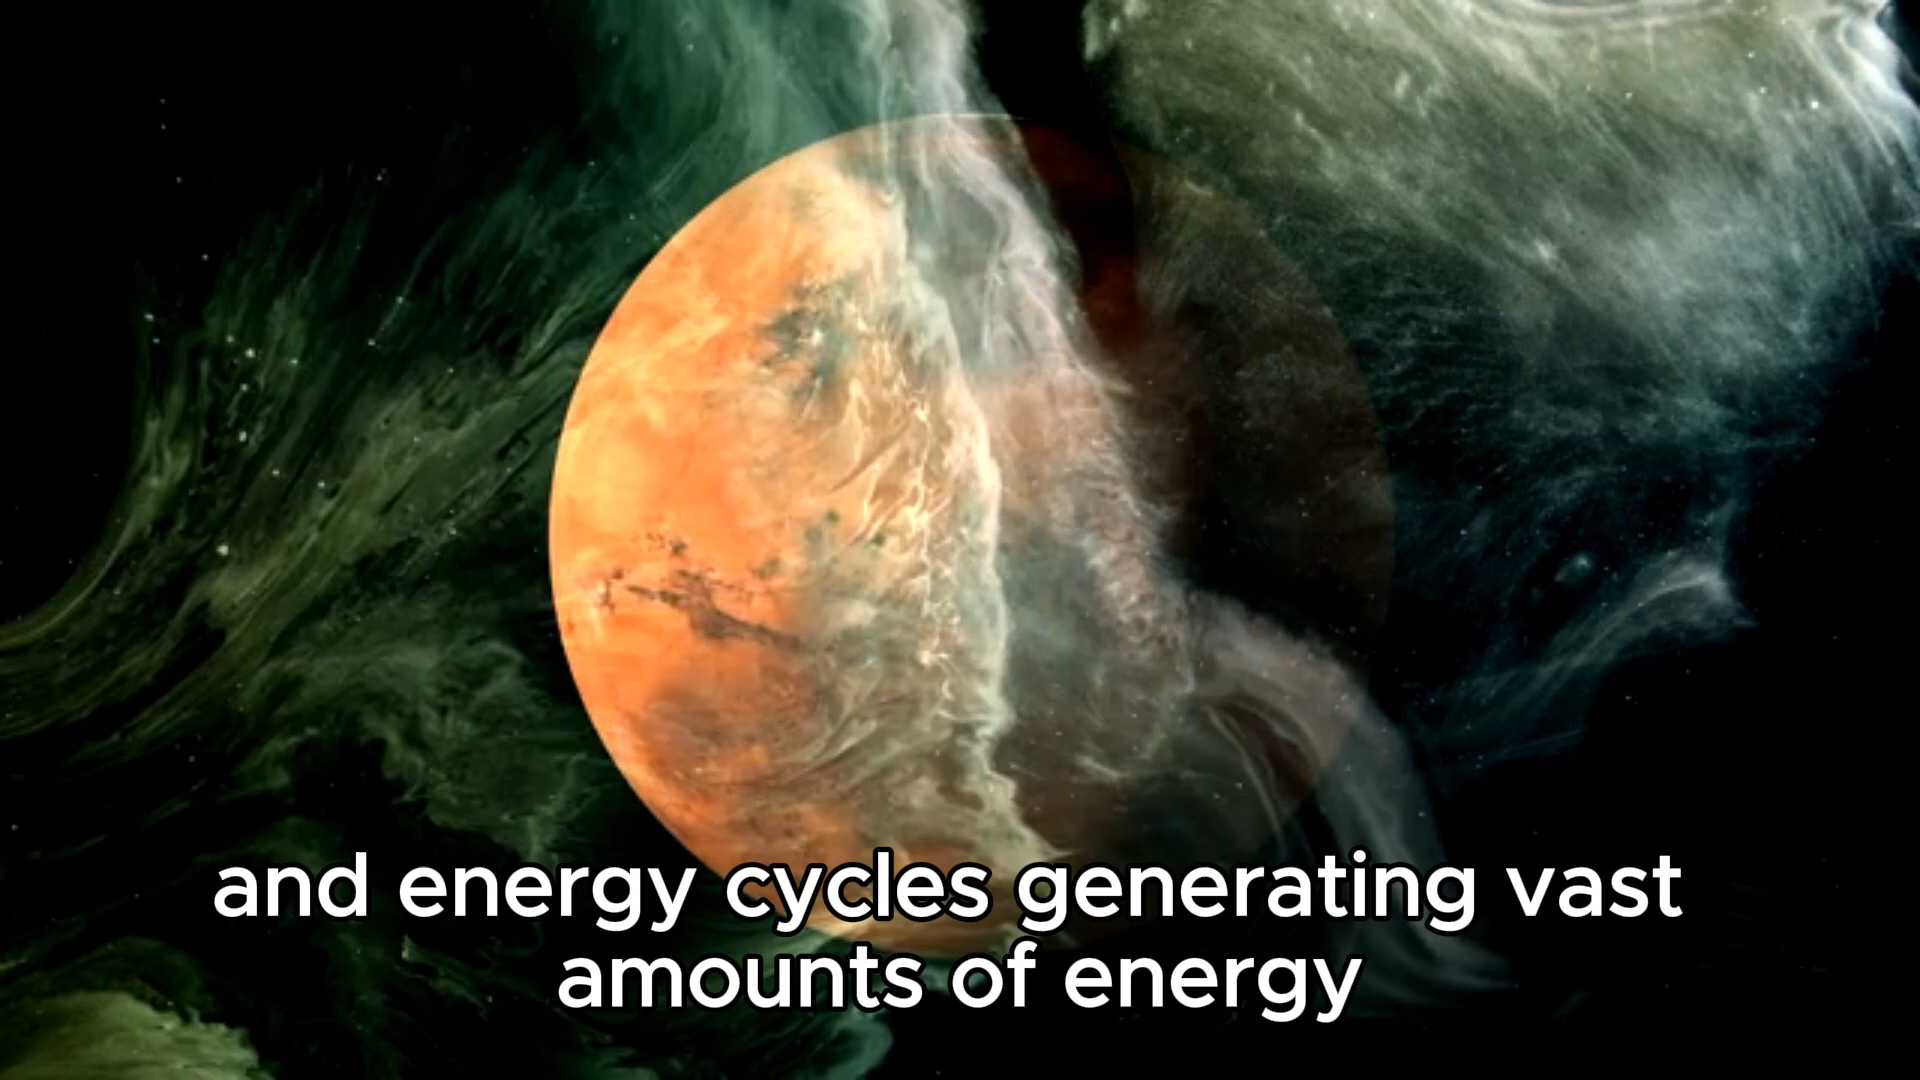 and energy cycles generating vast
amounts of energy